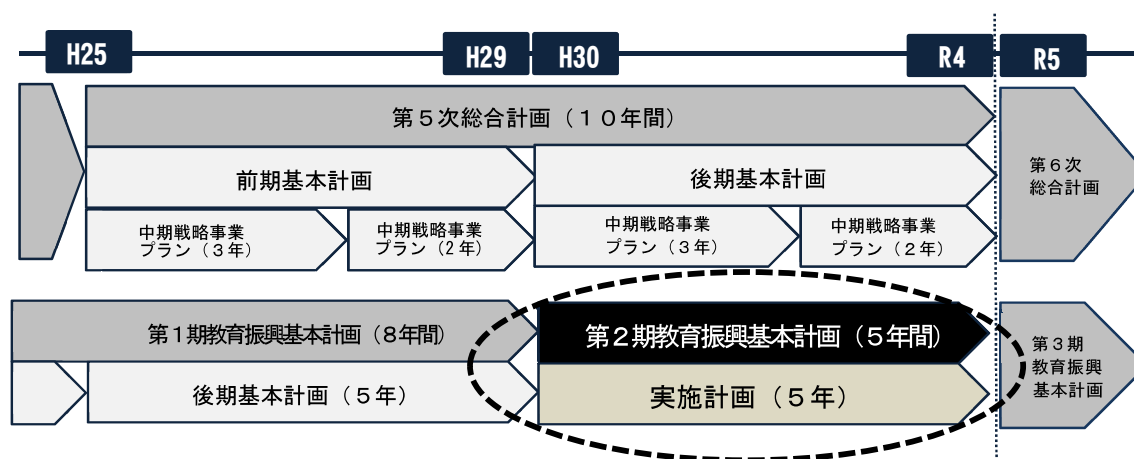 H25
H29
H30
R4
R5
第５次総合計画（１０年間）
前期基本計画
後期基本計画
第６次
総合計画
中期戦略事業
プラン（３年）
中期戦略事業
プラン（２年）
中期戦略事業
プラン（３年）
中期戦略事業
プラン（２年）
第１期教育振興基本計画（８年間）
第２期教育振興基本計画（５年間）
第３期
教育振興
基本計画
後期基本計画（５年）
実施計画（５年）